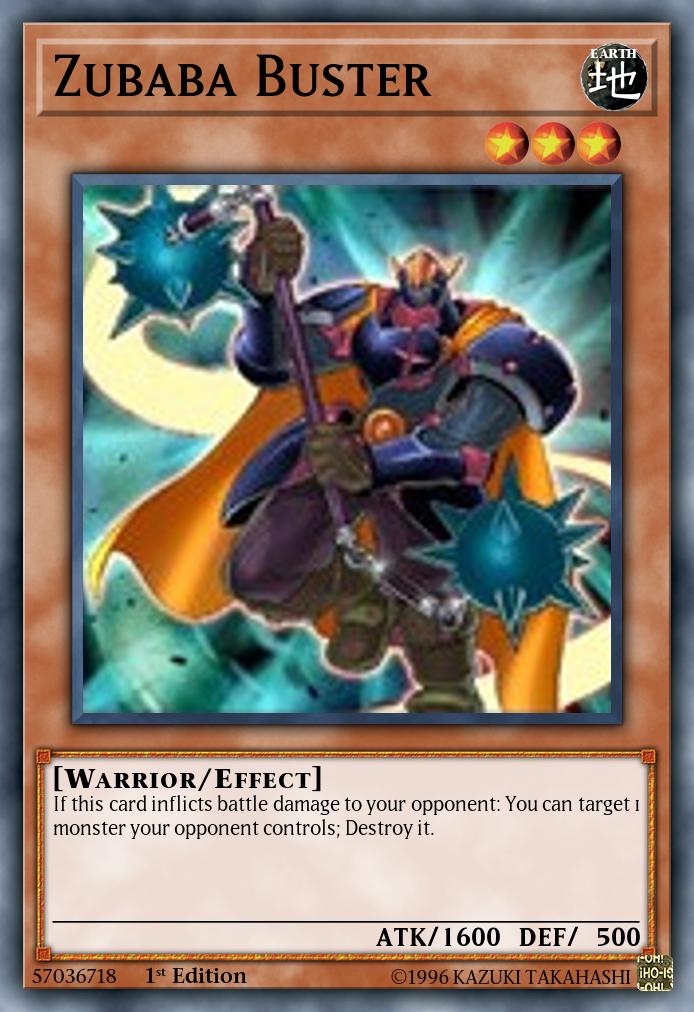 Zubaba Buster
EARTH
地
[Warrior/Effect]
If this card inflicts battle damage to your opponent: You can target 1
monster your opponent controls; Destroy it.
ATK/1600 DEF/ 500
57036718 1st Edition ©1996 KAZUKI TAKAHASHI